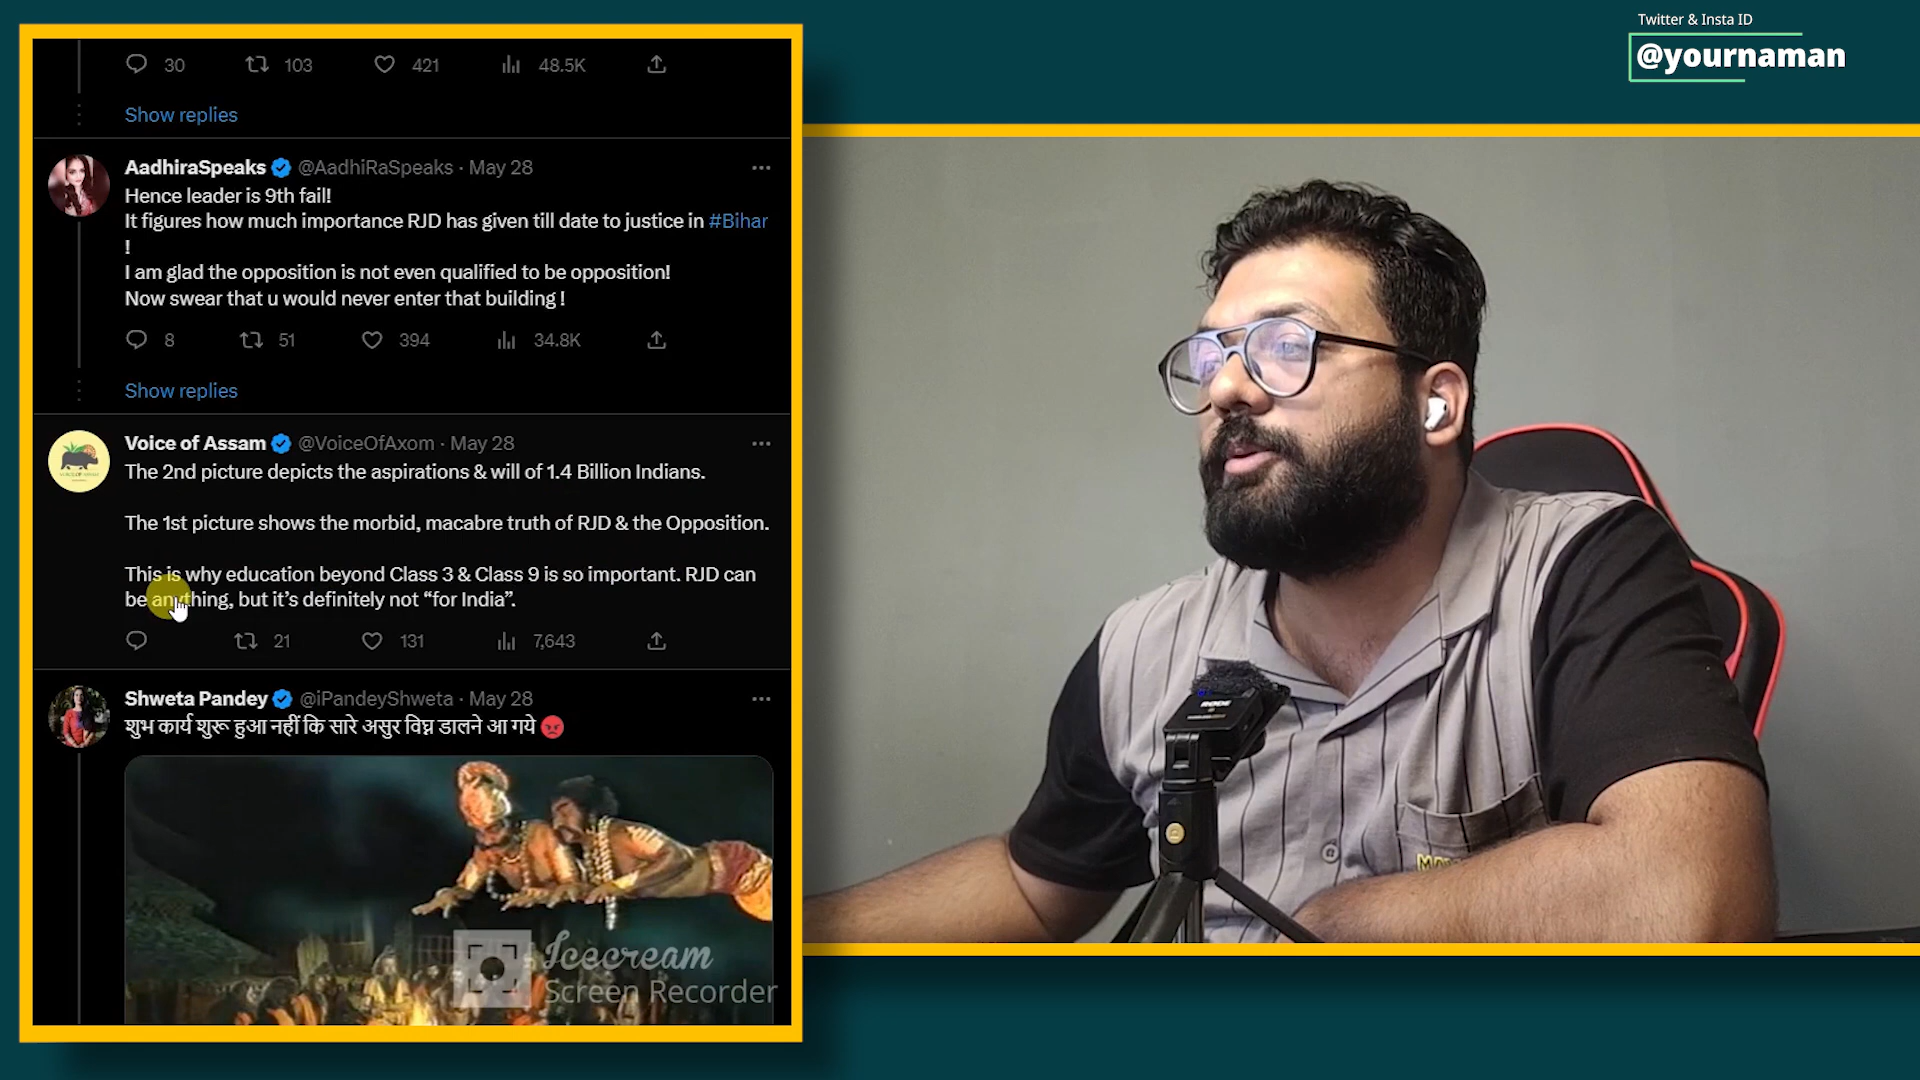 Twitter & Insta ID
@yournaman
30 103 421 48.5K
Show replies
AadhiraSpeaks @AadhiRaSpeaks · May 28
Hence leader is 9th fail!
It figures how much importance RJD has given till date to justice in #Bihar
!
I am glad the opposition is not even qualified to be opposition!
Now swear that u would never enter that building !
8 51 394 34.8K
Show replies
Voice of Assam @VoiceOfAxom · May 28
The 2nd picture depicts the aspirations & will of 1.4 Billion Indians.
The 1st picture shows the morbid, macabre truth of RJD & the Opposition.
This is why education beyond Class 3 & Class 9 is so important. RJD can
be anything, but it's definitely not “for India”.
21 131 7,643
Shweta Pandey @iPandeyShweta · May 28
शुभ कार्य शुरू हुआ नहीं कि सारे असुर विघ्न डालने आ गये
Icecream
Screen Recorder
RODE